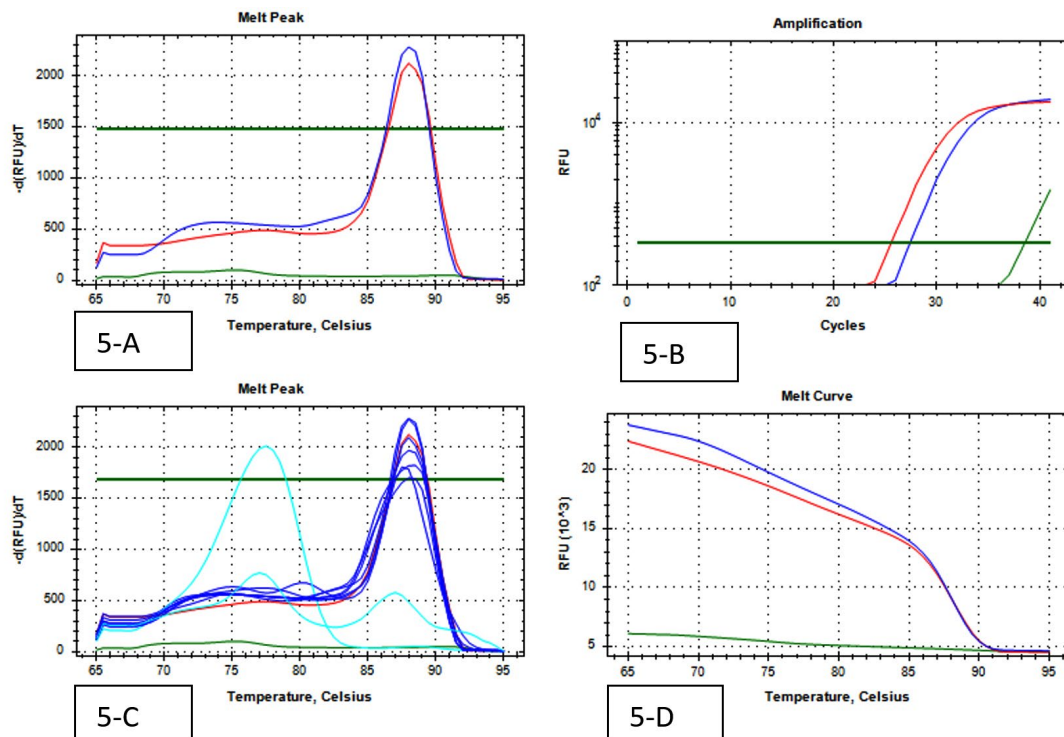 Melt Peak
-d(RFU)/dT
2000
1500
1000
500
0
65 70 75 80 85 90 95
Temperature, Celsius
5-A
Amplification
RFU
10^4
10^2
0 10 20 30 40
Cycles
5-B
Melt Peak
-d(RFU)/dT
2000
1500
1000
500
0
65 70 75 80 85 90 95
Temperature, Celsius
5-C
Melt Curve
RFU (10^3)
20
15
10
5
65 70 75 80 85 90 95
Temperature, Celsius
5-D